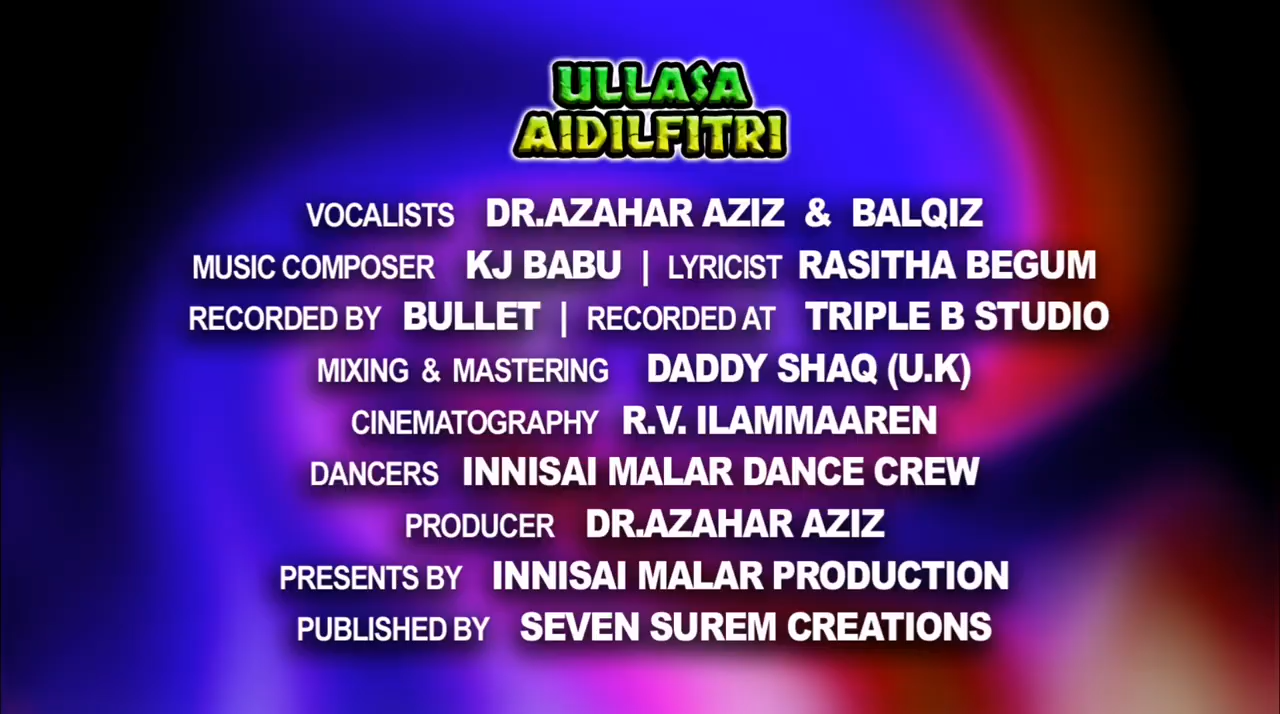 ULLASA
AIDILFITRI
VOCALISTS DR.AZAHAR AZIZ & BALQIZ
MUSIC COMPOSER KJ BABU | LYRICIST RASITHA BEGUM
RECORDED BY BULLET | RECORDED AT TRIPLE B STUDIO
MIXING & MASTERING DADDY SHAQ (U.K)
CINEMATOGRAPHY R.V. ILAMMAAREN
DANCERS INNISAI MALAR DANCE CREW
PRODUCER DR.AZAHAR AZIZ
PRESENTS BY INNISAI MALAR PRODUCTION
PUBLISHED BY SEVEN SUREM CREATIONS